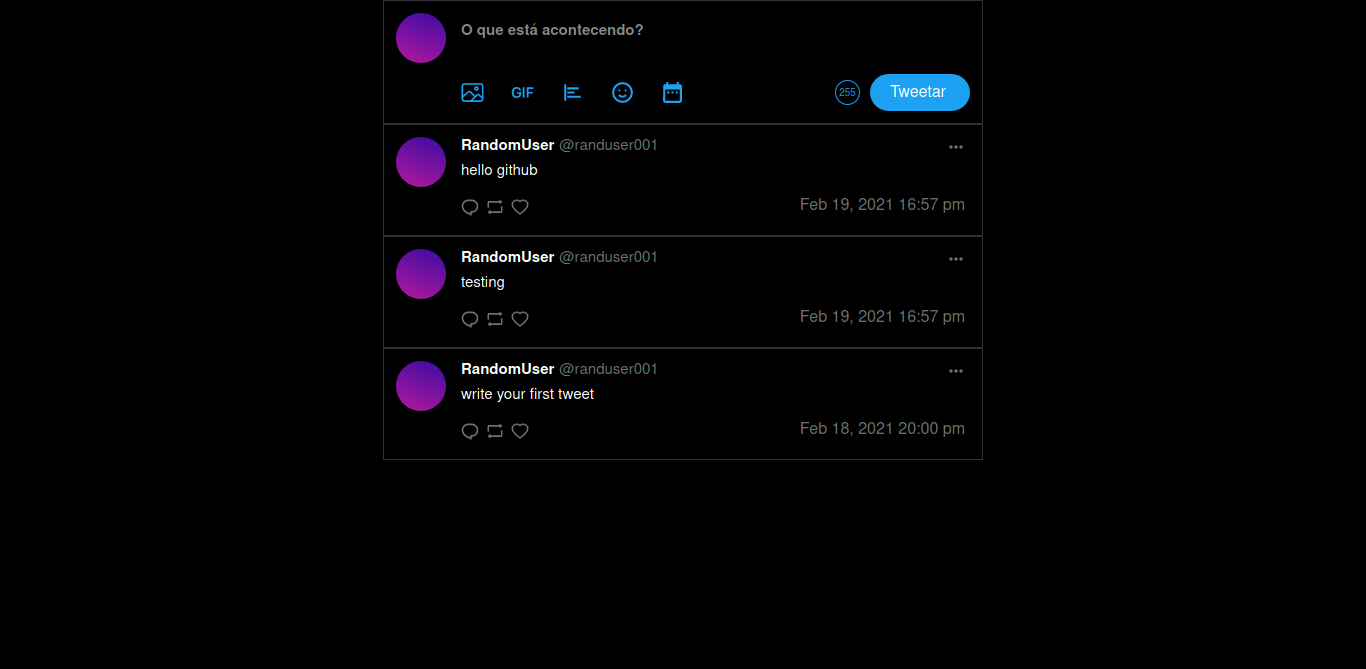 O que está acontecendo?
GIF 255 Tweetar
RandomUser @randuser001
hello github
Feb 19, 2021 16:57 pm
RandomUser @randuser001
testing
Feb 19, 2021 16:57 pm
RandomUser @randuser001
write your first tweet
Feb 18, 2021 20:00 pm